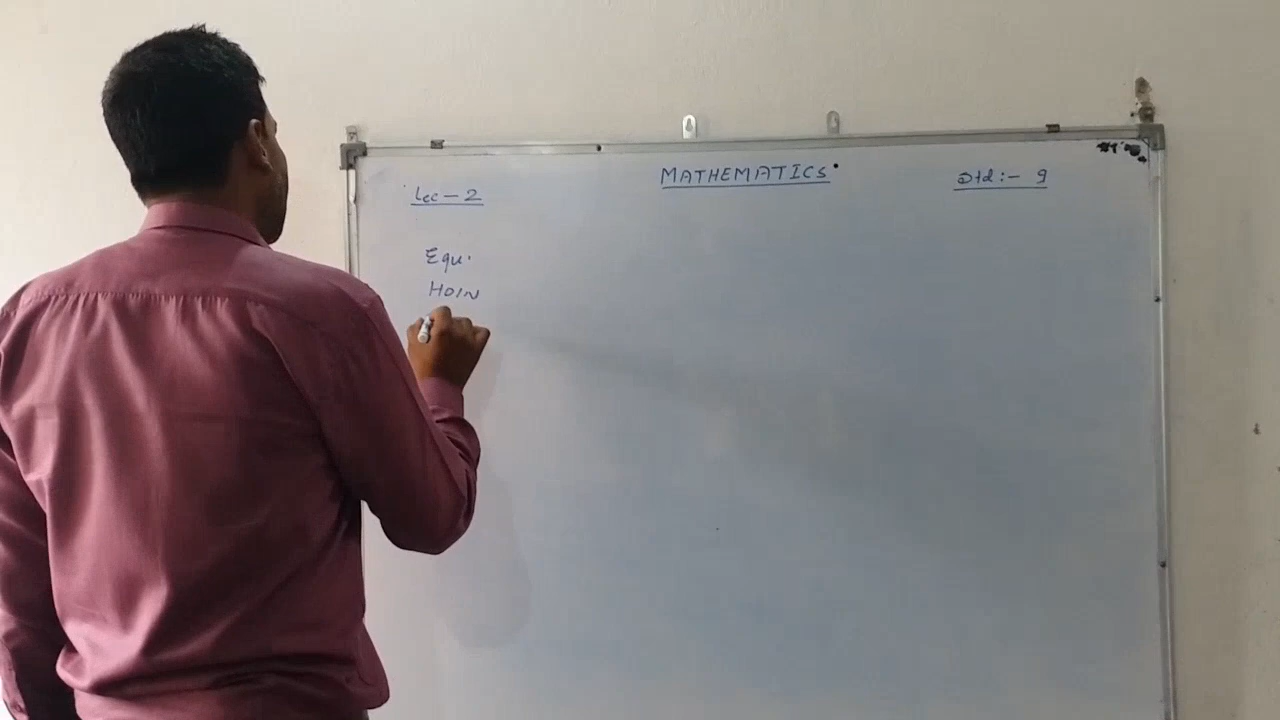 MATHEMATICS
Lec - 2
Std :- 9
Equ.
HOIN